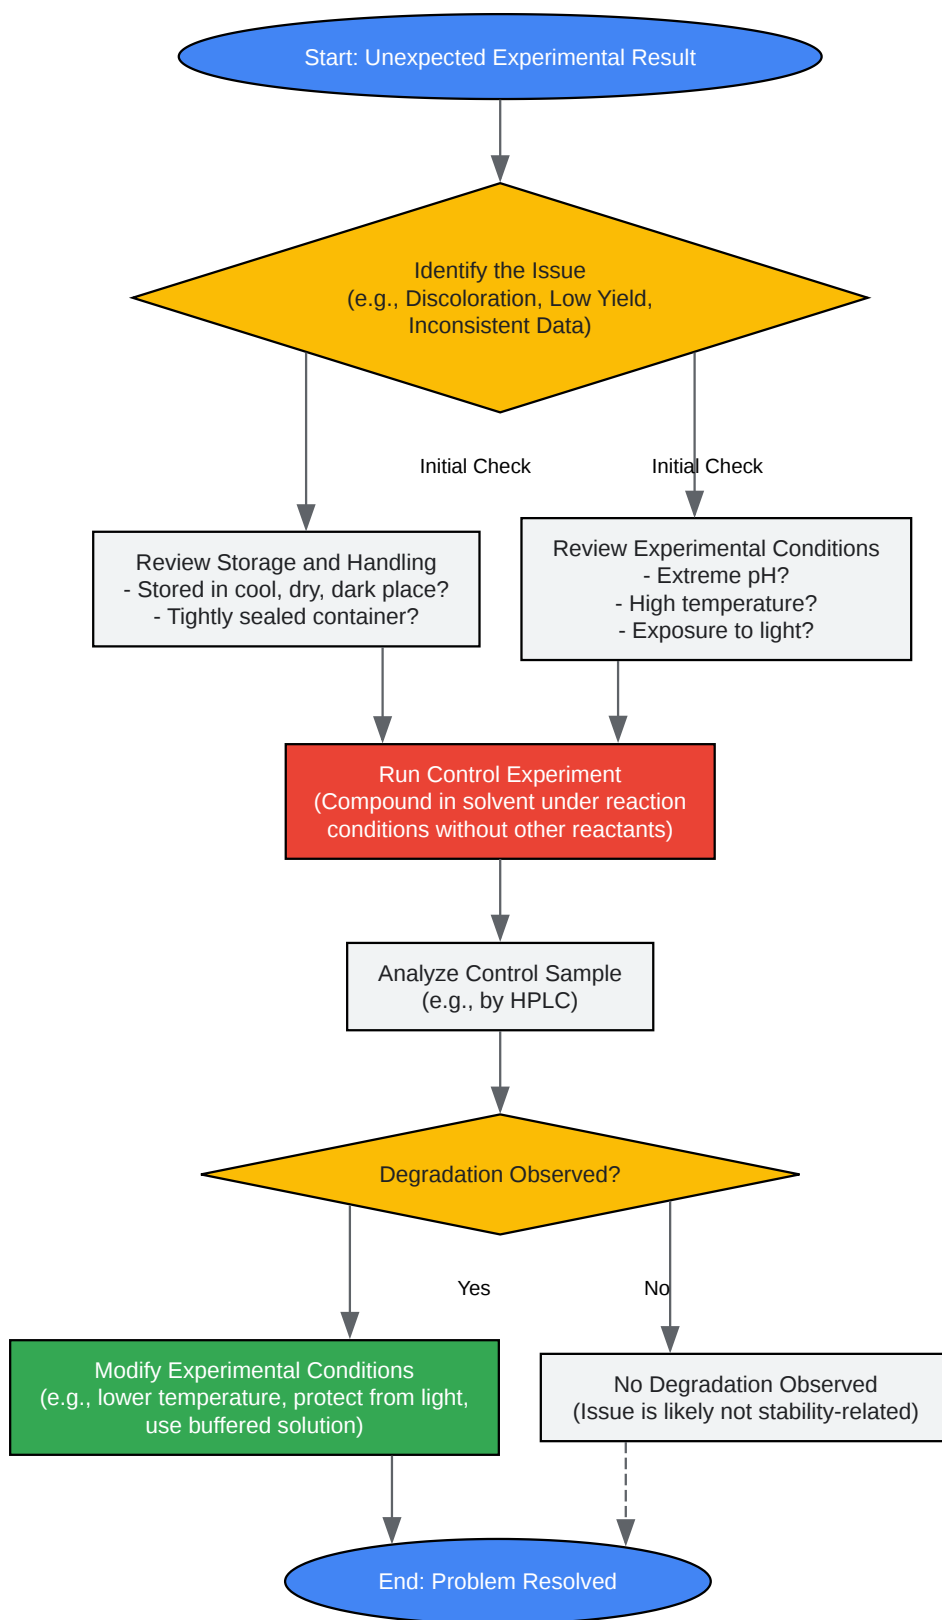 Start: Unexpected Experimental Result
Identify the Issue
(e.g., Discoloration, Low Yield,
Inconsistent Data)
Initial Check
Initial Check
Review Storage and Handling
- Stored in cool, dry, dark place?
- Tightly sealed container?
Review Experimental Conditions
- Extreme pH?
- High temperature?
- Exposure to light?
Run Control Experiment
(Compound in solvent under reaction
conditions without other reactants)
Analyze Control Sample
(e.g., by HPLC)
Degradation Observed?
Yes
No
Modify Experimental Conditions
(e.g., lower temperature, protect from light,
use buffered solution)
No Degradation Observed
(Issue is likely not stability-related)
End: Problem Resolved